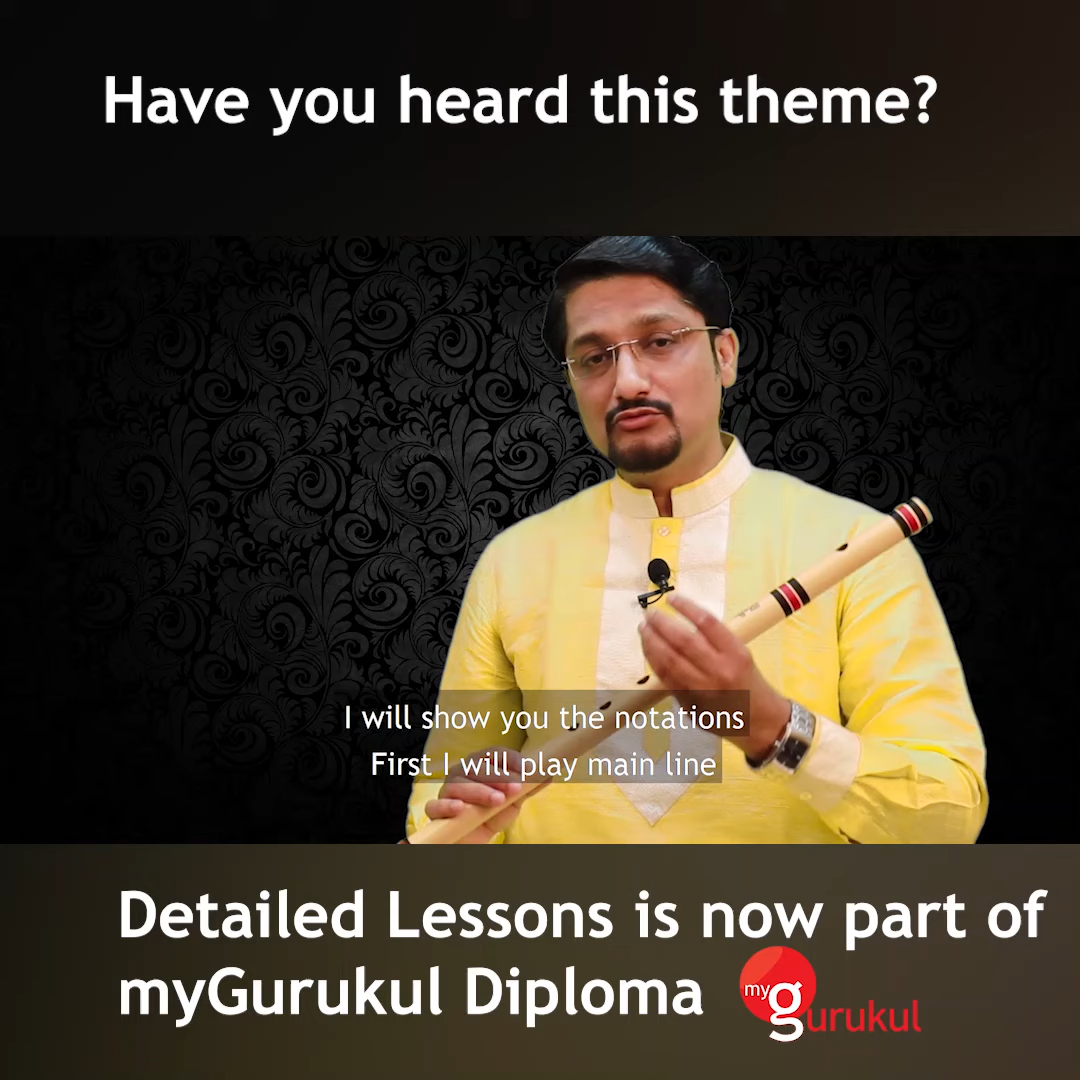 Have you heard this theme?
I will show you the notations
First I will play main line
Detailed Lessons is now part of
myGurukul Diploma
my gurukul